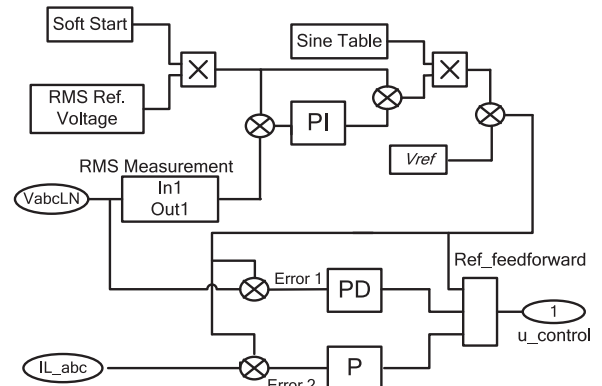 Soft Start
Sine Table
RMS Ref.
Voltage
PI
Vref
RMS Measurement
VabcLN
In1
Out1
Ref_feedforward
Error 1
PD
1
u_control
IL_abc
Error 2
P